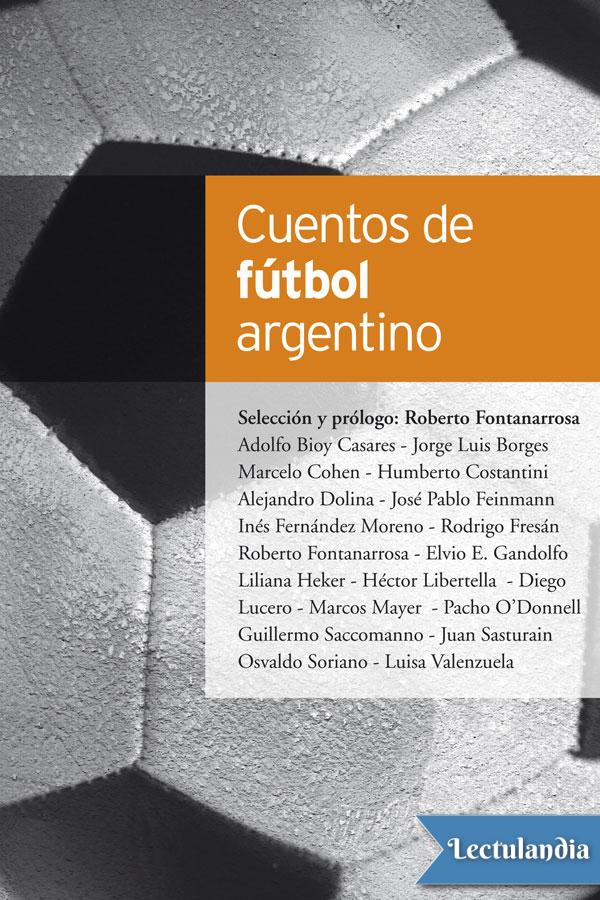 Cuentos de
fútbol
argentino
Selección y prólogo: Roberto Fontanarrosa
Adolfo Bioy Casares - Jorge Luis Borges
Marcelo Cohen - Humberto Costantini
Alejandro Dolina - José Pablo Feinmann
Inés Fernández Moreno - Rodrigo Fresán
Roberto Fontanarrosa - Elvio E. Gandolfo
Liliana Heker - Héctor Libertella - Diego
Lucero - Marcos Mayer - Pacho O’Donnell
Guillermo Saccomanno - Juan Sasturain
Osvaldo Soriano - Luisa Valenzuela
Lectulandia